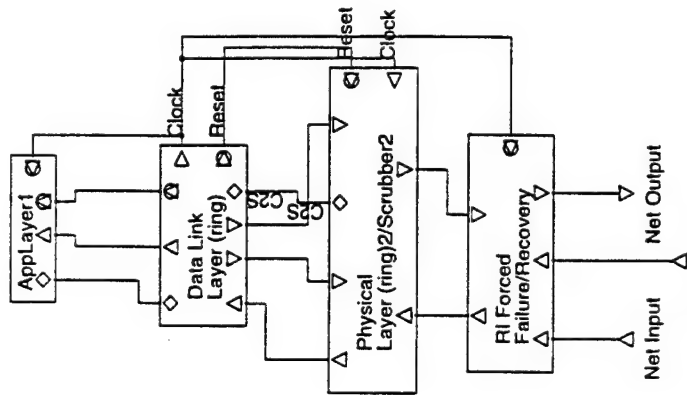 AppLayer1
Clock
Reset
Data Link
Layer (ring)
C2S
C2S
Reset
Clock
Physical
Layer (ring)2/Scrubber2
RI Forced
Failure/Recovery
Net Input
Net Output